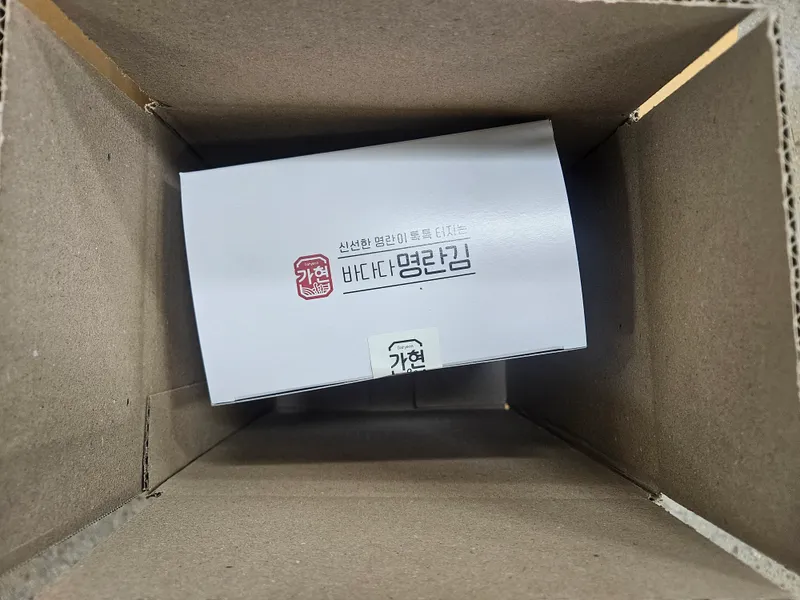 신선한 명란이 톡톡 터지는
가현
바다다명란김
가현